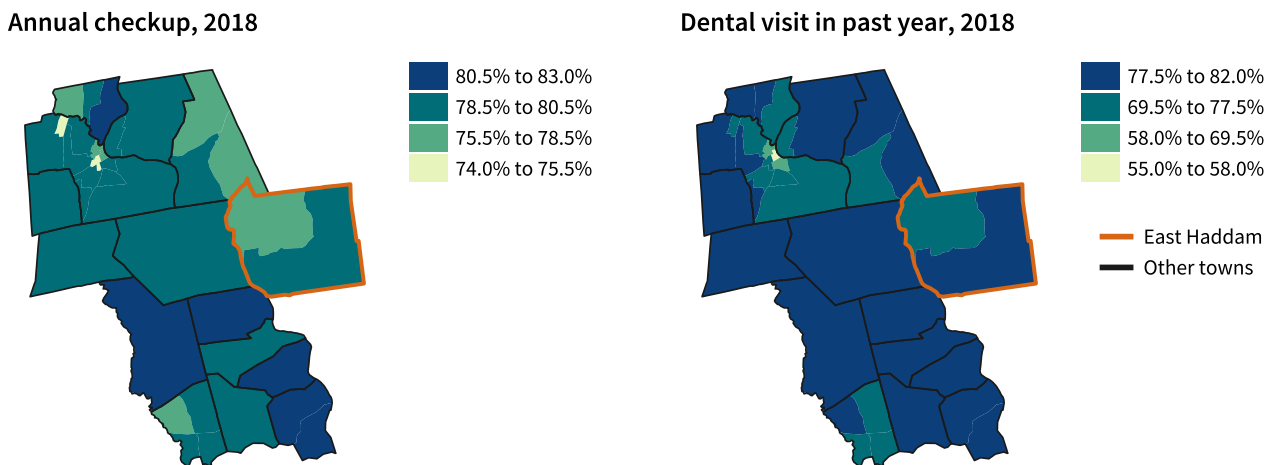 Annual checkup, 2018
80.5% to 83.0%
78.5% to 80.5%
75.5% to 78.5%
74.0% to 75.5%
Dental visit in past year, 2018
77.5% to 82.0%
69.5% to 77.5%
58.0% to 69.5%
55.0% to 58.0%
East Haddam
Other towns